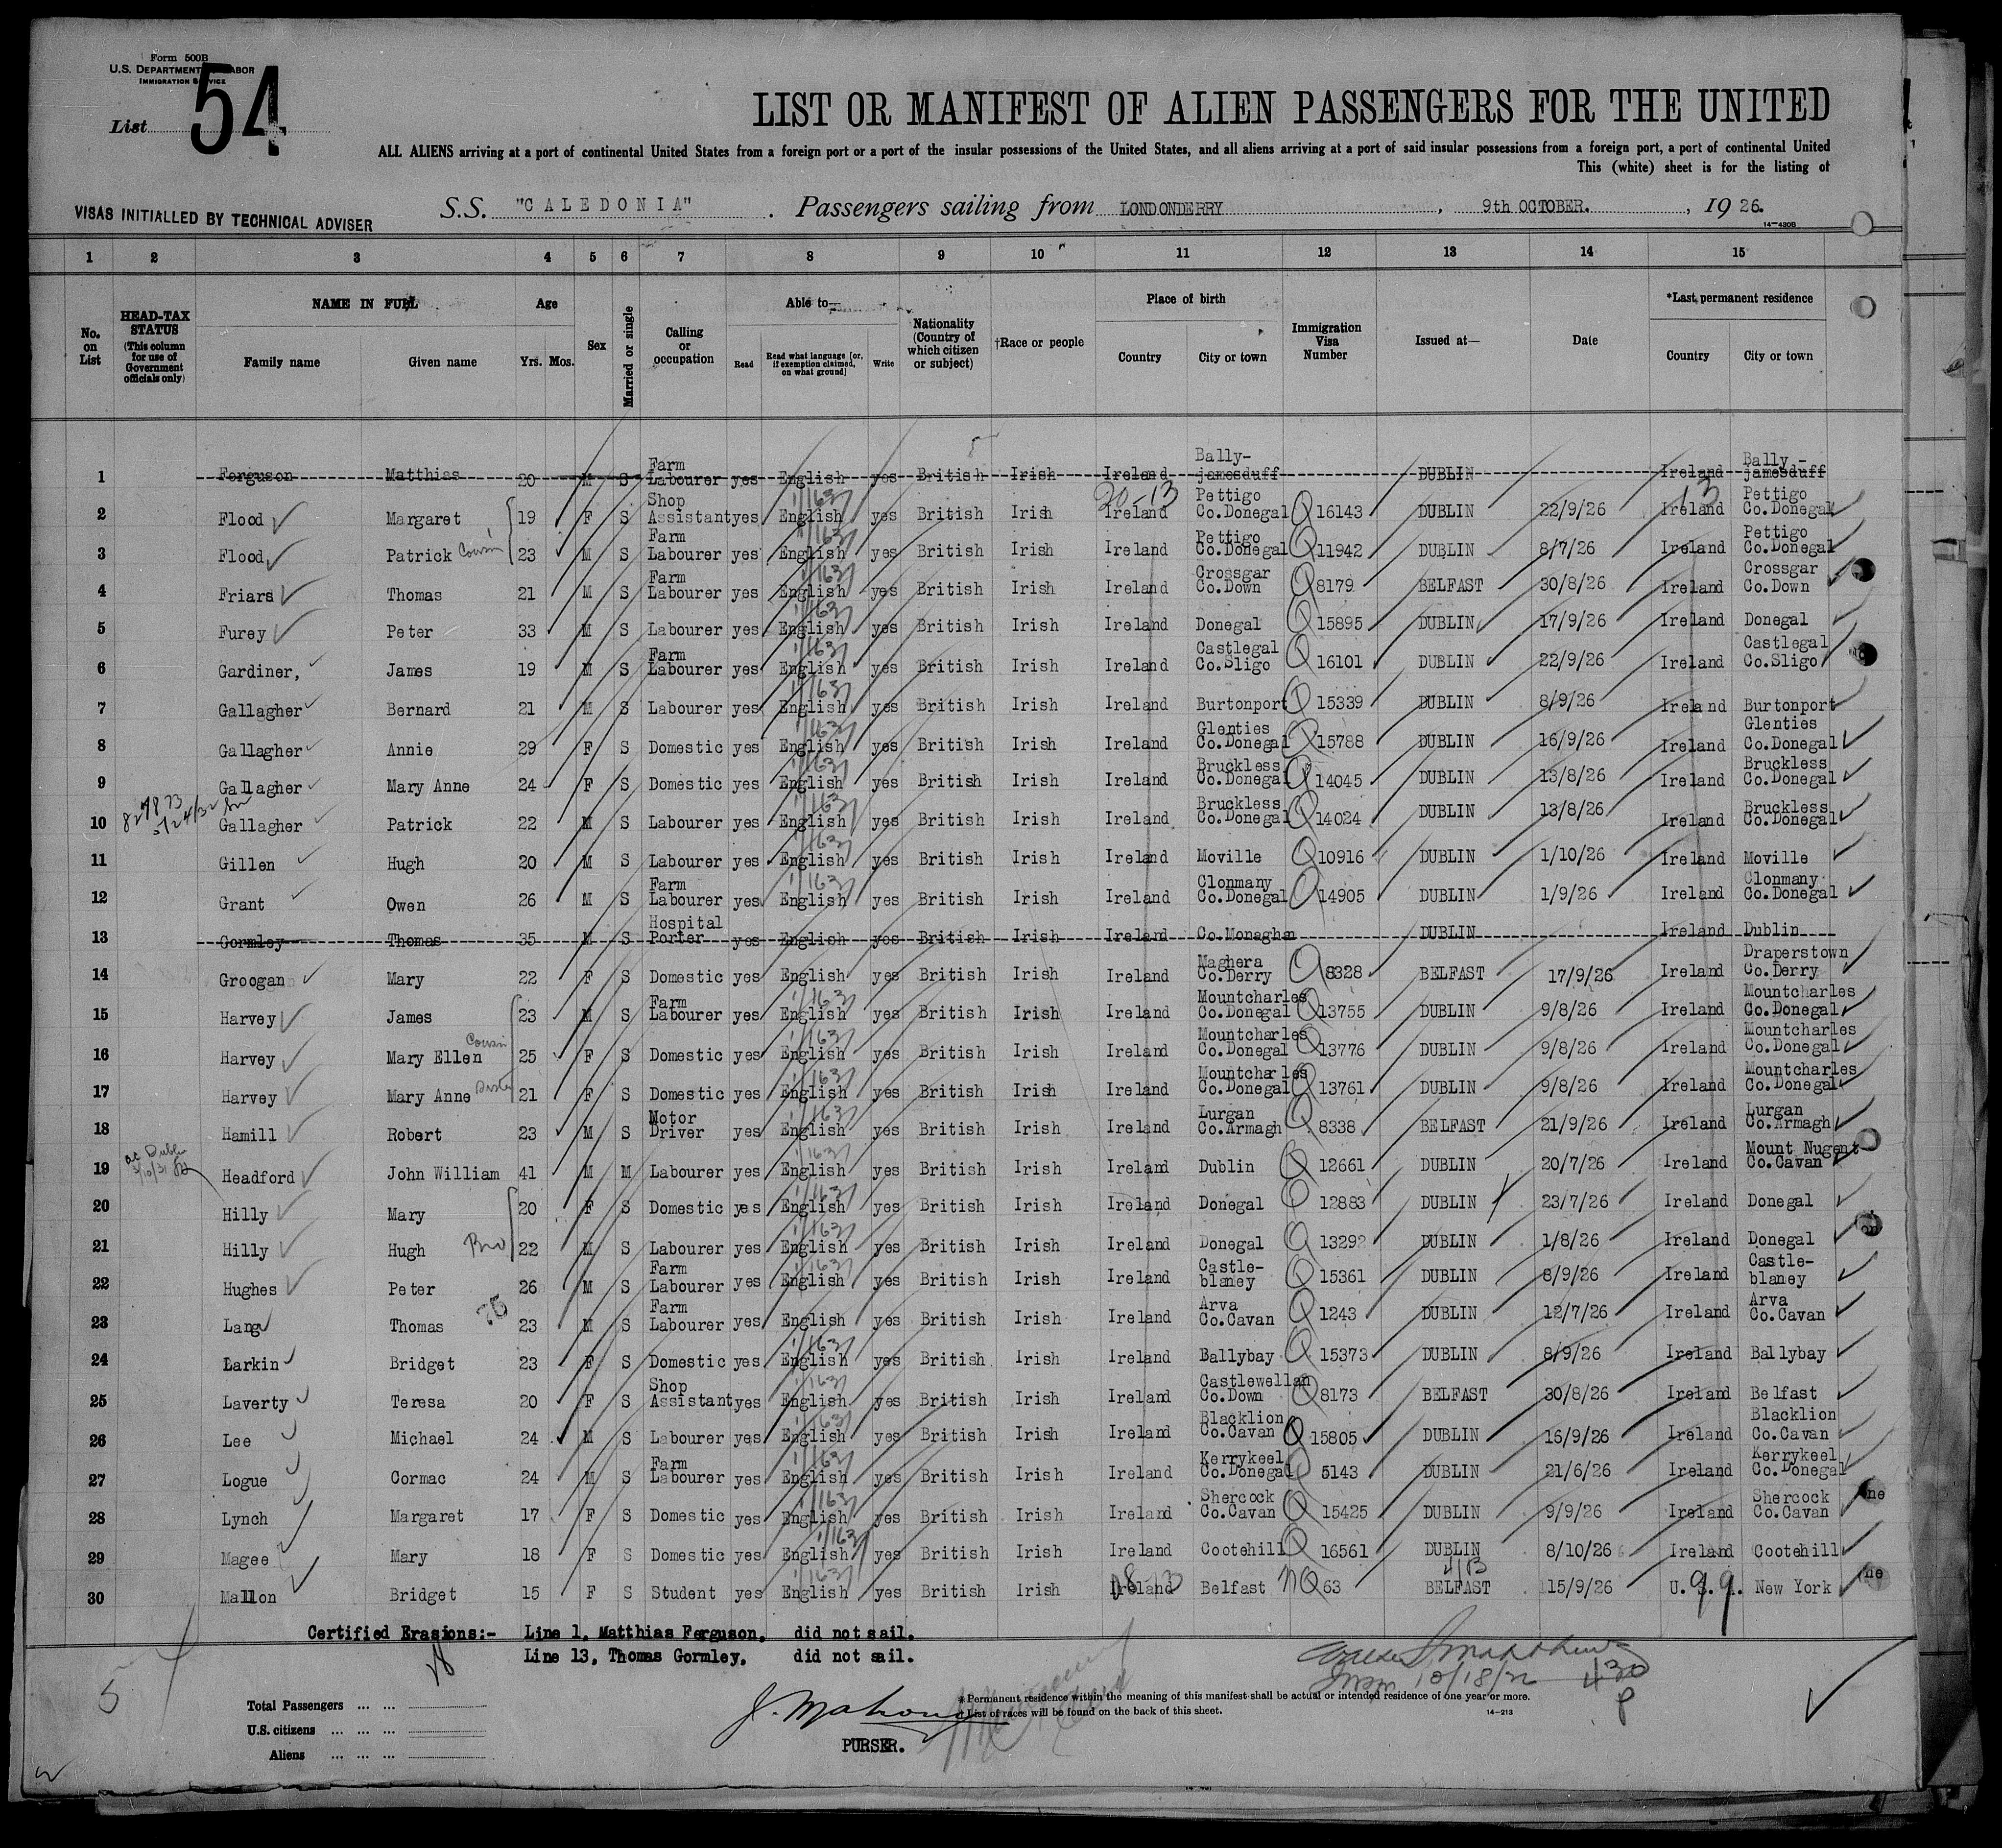 Form 500B
U.S. DEPARTMENT LABOR
IMMIGRATION SERVICE
List 54
LIST OR MANIFEST OF ALIEN PASSENGERS FOR THE UNITED
ALL ALIENS arriving at a port of continental United States from a foreign port or a port of the insular possessions of the United States, and all aliens arriving at a port of said insular possessions from a foreign port, a port of continental United
This (white) sheet is for the listing of
VISAS INITIALLED BY TECHNICAL ADVISER
S.S. "CALEDONIA" . Passengers sailing from LONDONDERRY , 9th OCTOBER. , 1926.
14-430B
1 2 3 4 5 6 7 8 9 10 11 12 13 14 15
No. on List HEAD-TAX STATUS (This column for use of Government officials only) NAME IN FULL Family name Given name Age Yrs. Mos. Sex Married or single Calling or occupation Able to— Read Read what language [or, if exemption claimed, on what ground] Write Nationality (Country of which citizen or subject) †Race or people Place of birth Country City or town Immigration Visa Number Issued at— Date *Last permanent residence Country City or town
1 Ferguson Matthias 20 M S Farm Labourer yes English yes British Irish Ireland Bally-jamesduff DUBLIN Ireland Bally-jamesduff
2 Flood Margaret 19 F S Shop Assistant yes English yes British Irish Ireland Pettigo Co.Donegal Q 16143 DUBLIN 22/9/26 Ireland Pettigo Co.Donegal
3 Flood Patrick Cousin 23 M S Farm Labourer yes English yes British Irish Ireland Pettigo Co.Donegal Q 11942 DUBLIN 8/7/26 Ireland Pettigo Co.Donegal
4 Friars Thomas 21 M S Farm Labourer yes English yes British Irish Ireland Crossgar Co.Down Q 8179 BELFAST 30/8/26 Ireland Crossgar Co.Down
5 Furey Peter 33 M S Labourer yes English yes British Irish Ireland Donegal Q 15895 DUBLIN 17/9/26 Ireland Donegal
6 Gardiner, James 19 M S Farm Labourer yes English yes British Irish Ireland Castlegal Co.Sligo Q 16101 DUBLIN 22/9/26 Ireland Castlegal Co.Sligo
7 Gallagher Bernard 21 M S Labourer yes English yes British Irish Ireland Burtonport Q 15339 DUBLIN 8/9/26 Ireland Burtonport
8 Gallagher Annie 29 F S Domestic yes English yes British Irish Ireland Glenties Co.Donegal Q 15788 DUBLIN 16/9/26 Ireland Glenties Co.Donegal
9 Gallagher Mary Anne 24 F S Domestic yes English yes British Irish Ireland Bruckless Co.Donegal Q 14045 DUBLIN 13/8/26 Ireland Bruckless Co.Donegal
10 Gallagher Patrick 22 M S Labourer yes English yes British Irish Ireland Bruckless Co.Donegal Q 14024 DUBLIN 13/8/26 Ireland Bruckless Co.Donegal
11 Gillen Hugh 20 M S Labourer yes English yes British Irish Ireland Moville Q 10916 DUBLIN 1/10/26 Ireland Moville
12 Grant Owen 26 M S Farm Labourer yes English yes British Irish Ireland Clonmany Co.Donegal Q 14905 DUBLIN 1/9/26 Ireland Clonmany Co.Donegal
13 Gormley Thomas 35 M S Hospital Porter yes English yes British Irish Ireland Co.Monaghan DUBLIN Ireland Dublin
14 Groogan Mary 22 F S Domestic yes English yes British Irish Ireland Maghera Co.Derry Q 8328 BELFAST 17/9/26 Ireland Draperstown Co.Derry
15 Harvey James 23 M S Farm Labourer yes English yes British Irish Ireland Mountcharles Co.Donegal Q 13755 DUBLIN 9/8/26 Ireland Mountcharles Co.Donegal
16 Harvey Mary Ellen Cousin 25 F S Domestic yes English yes British Irish Ireland Mountcharles Co.Donegal Q 13776 DUBLIN 9/8/26 Ireland Mountcharles Co.Donegal
17 Harvey Mary Anne Sister 21 F S Domestic yes English yes British Irish Ireland Mountcharles Co.Donegal Q 13761 DUBLIN 9/8/26 Ireland Mountcharles Co.Donegal
18 Hamill Robert 23 M S Motor Driver yes English yes British Irish Ireland Lurgan Co.Armagh Q 8338 BELFAST 21/9/26 Ireland Lurgan Co.Armagh
19 Headford John William 41 M M Labourer yes English yes British Irish Ireland Dublin Q 12661 DUBLIN 20/7/26 Ireland Mount Nugent Co.Cavan
20 Hilly Mary 20 F S Domestic yes English yes British Irish Ireland Donegal Q 12883 DUBLIN 23/7/26 Ireland Donegal
21 Hilly Hugh Bro 22 M S Labourer yes English yes British Irish Ireland Donegal Q 13292 DUBLIN 1/8/26 Ireland Donegal
22 Hughes Peter 26 M S Farm Labourer yes English yes British Irish Ireland Castle-blaney Q 15361 DUBLIN 8/9/26 Ireland Castle-blaney
23 Lang Thomas 23 M S Farm Labourer yes English yes British Irish Ireland Arva Co.Cavan Q 1243 DUBLIN 12/7/26 Ireland Arva Co.Cavan
24 Larkin Bridget 23 F S Domestic yes English yes British Irish Ireland Ballybay Q 15373 DUBLIN 8/9/26 Ireland Ballybay
25 Laverty Teresa 20 F S Shop Assistant yes English yes British Irish Ireland Castlewellan Co.Down Q 8173 BELFAST 30/8/26 Ireland Belfast
26 Lee Michael 24 M S Labourer yes English yes British Irish Ireland Blacklion Co.Cavan Q 15805 DUBLIN 16/9/26 Ireland Blacklion Co.Cavan
27 Logue Cormac 24 M S Farm Labourer yes English yes British Irish Ireland Kerrykeel Co.Donegal Q 5143 DUBLIN 21/6/26 Ireland Kerrykeel Co.Donegal
28 Lynch Margaret 17 F S Domestic yes English yes British Irish Ireland Shercock Co.Cavan Q 15425 DUBLIN 9/9/26 Ireland Shercock Co.Cavan
29 Magee Mary 18 F S Domestic yes English yes British Irish Ireland Cootehill Q 16561 DUBLIN 8/10/26 Ireland Cootehill
30 Mallon Bridget 15 F S Student yes English yes British Irish Ireland Belfast NQ 63 BELFAST 15/9/26 U.S.A. New York
Certified Erasions:- Line 1, Matthias Ferguson, did not sail.
Line 13, Thomas Gormley, did not sail.
Total Passengers ... ...
U.S. citizens ... ... ...
Aliens ... ... ...
J. Mahony
PURSER.
* Permanent residence within the meaning of this manifest shall be actual or intended residence of one year or more.
† List of races will be found on the back of this sheet.
14-213
10/18/26